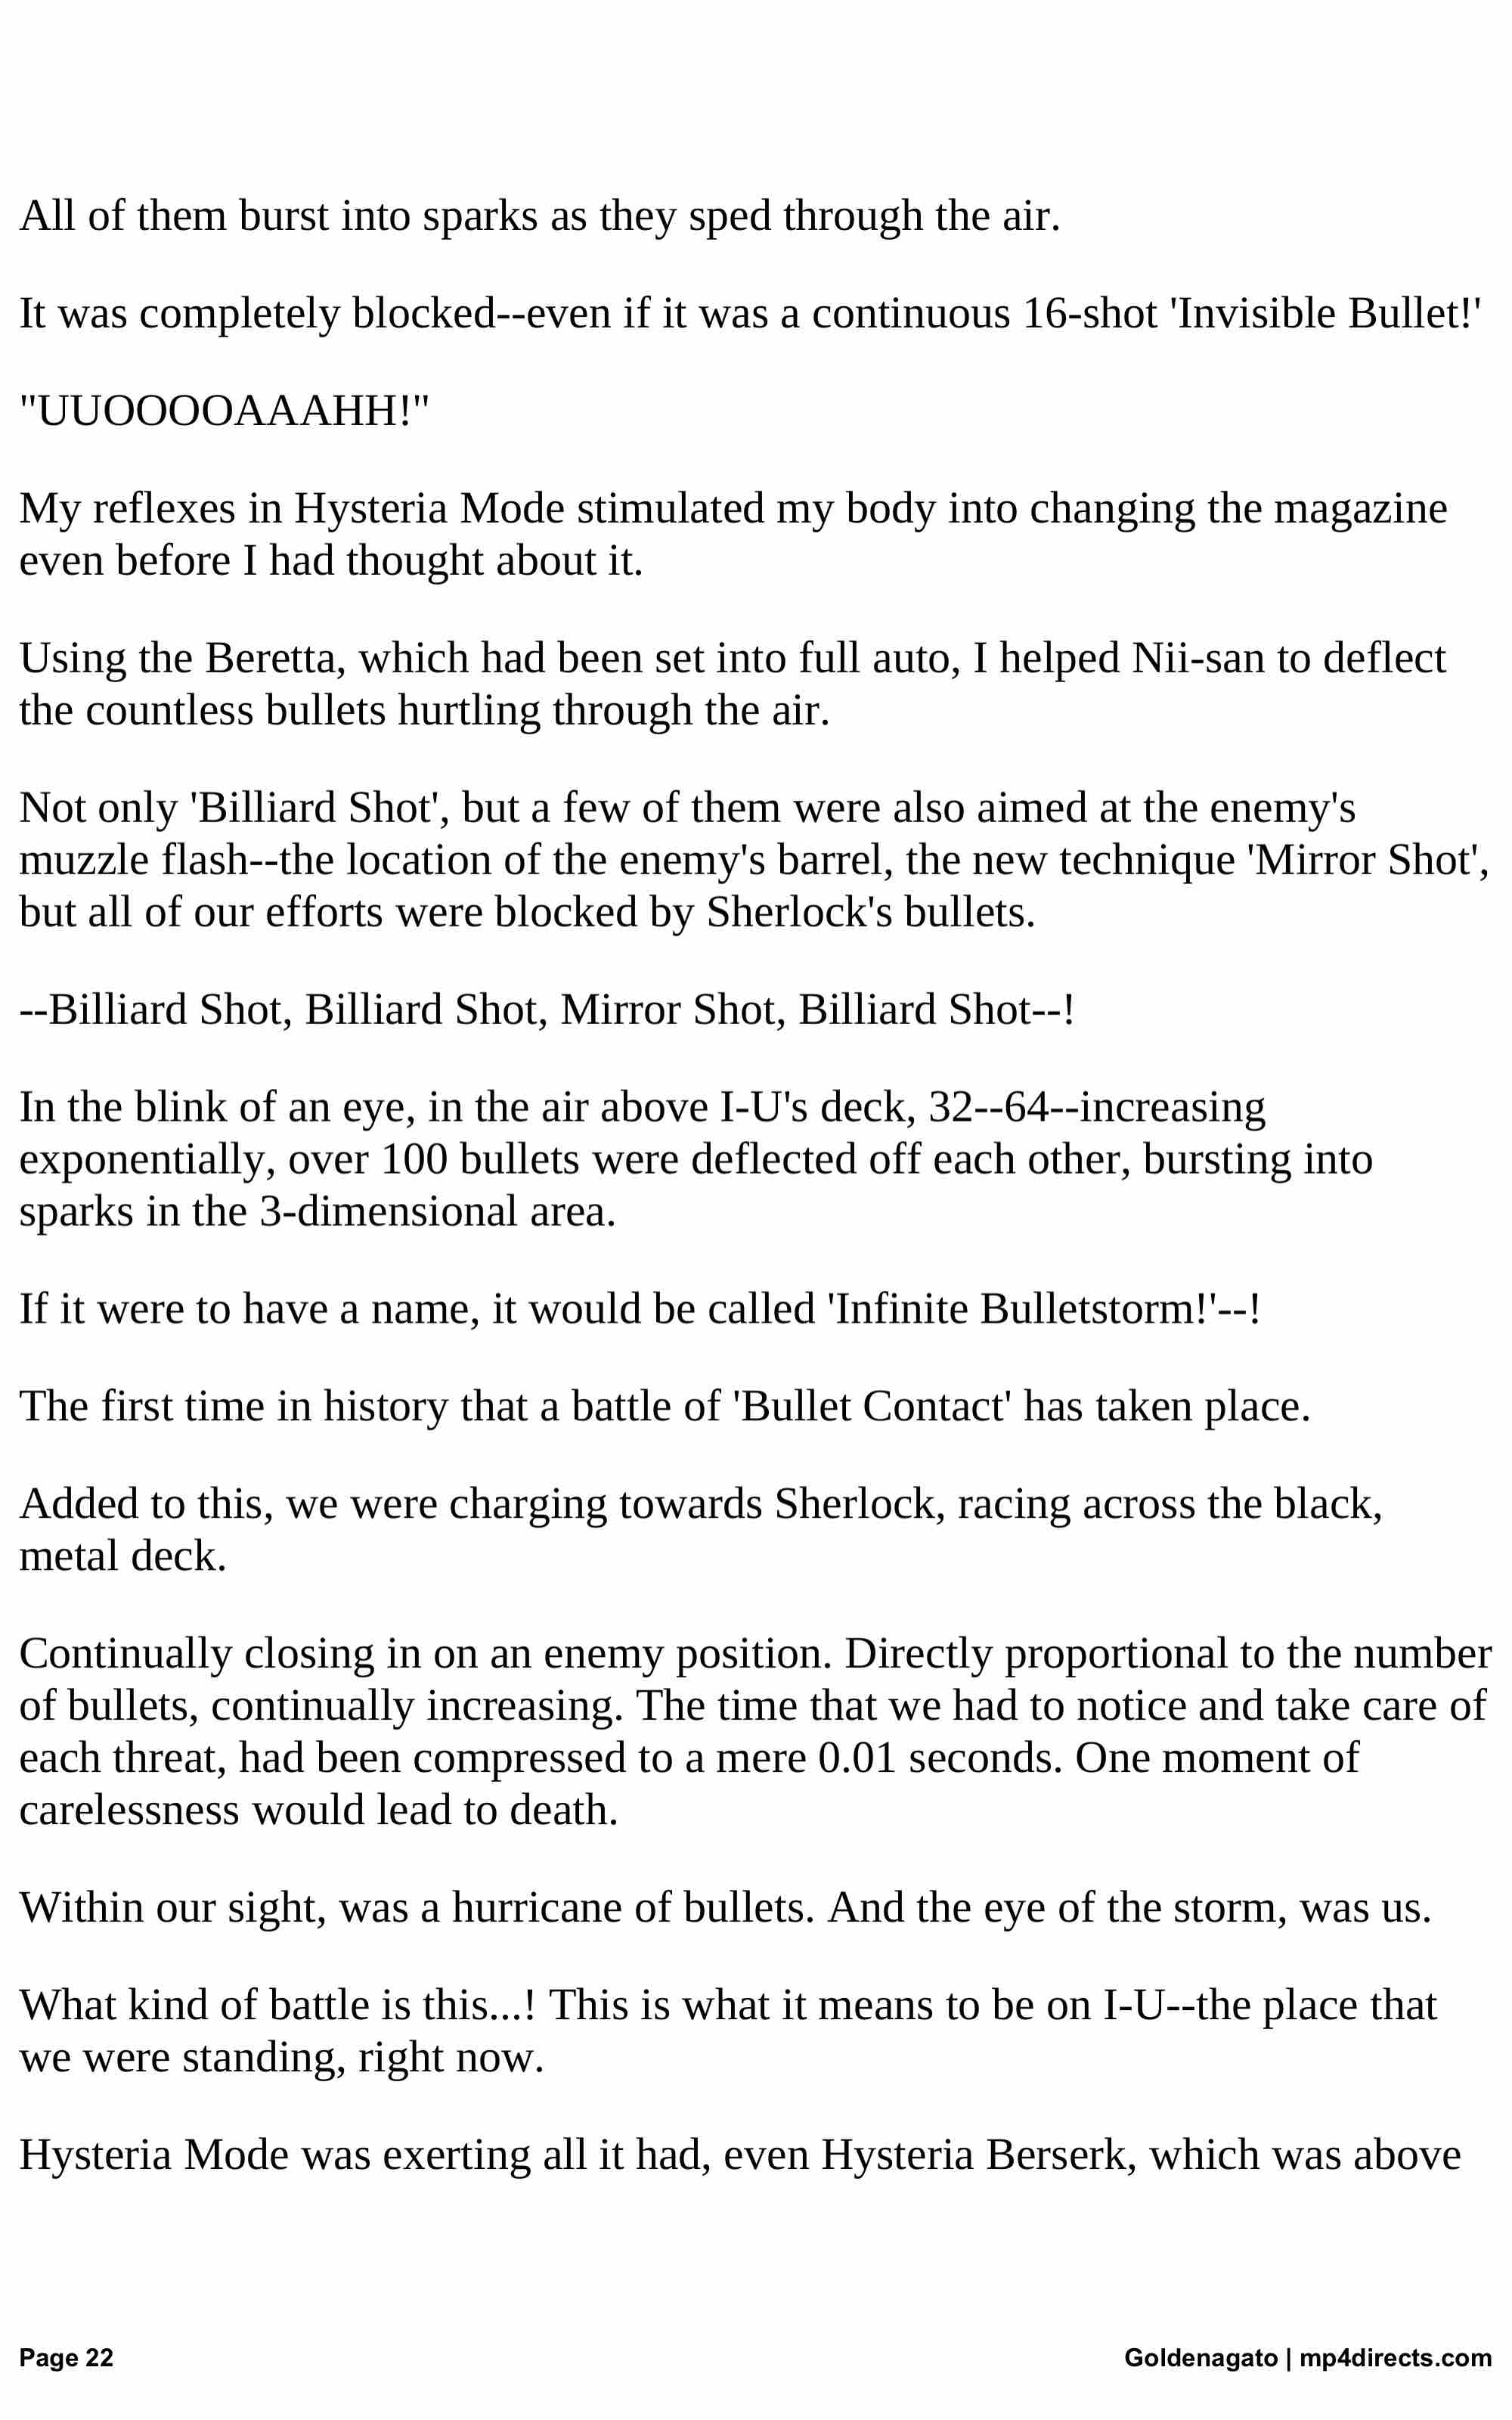 All of them burst into sparks as they sped through the air.
It was completely blocked--even if it was a continuous 16-shot 'Invisible Bullet!'
"UUOOOOAAAHH!"
My reflexes in Hysteria Mode stimulated my body into changing the magazine
even before I had thought about it.
Using the Beretta, which had been set into full auto, I helped Nii-san to deflect
the countless bullets hurtling through the air.
Not only 'Billiard Shot', but a few of them were also aimed at the enemy's
muzzle flash--the location of the enemy's barrel, the new technique 'Mirror Shot',
but all of our efforts were blocked by Sherlock's bullets.
--Billiard Shot, Billiard Shot, Mirror Shot, Billiard Shot--!
In the blink of an eye, in the air above I-U's deck, 32--64--increasing
exponentially, over 100 bullets were deflected off each other, bursting into
sparks in the 3-dimensional area.
If it were to have a name, it would be called 'Infinite Bulletstorm!'--!
The first time in history that a battle of 'Bullet Contact' has taken place.
Added to this, we were charging towards Sherlock, racing across the black,
metal deck.
Continually closing in on an enemy position. Directly proportional to the number
of bullets, continually increasing. The time that we had to notice and take care of
each threat, had been compressed to a mere 0.01 seconds. One moment of
carelessness would lead to death.
Within our sight, was a hurricane of bullets. And the eye of the storm, was us.
What kind of battle is this...! This is what it means to be on I-U--the place that
we were standing, right now.
Hysteria Mode was exerting all it had, even Hysteria Berserk, which was above
Page 22
Goldenagato | mp4directs.com